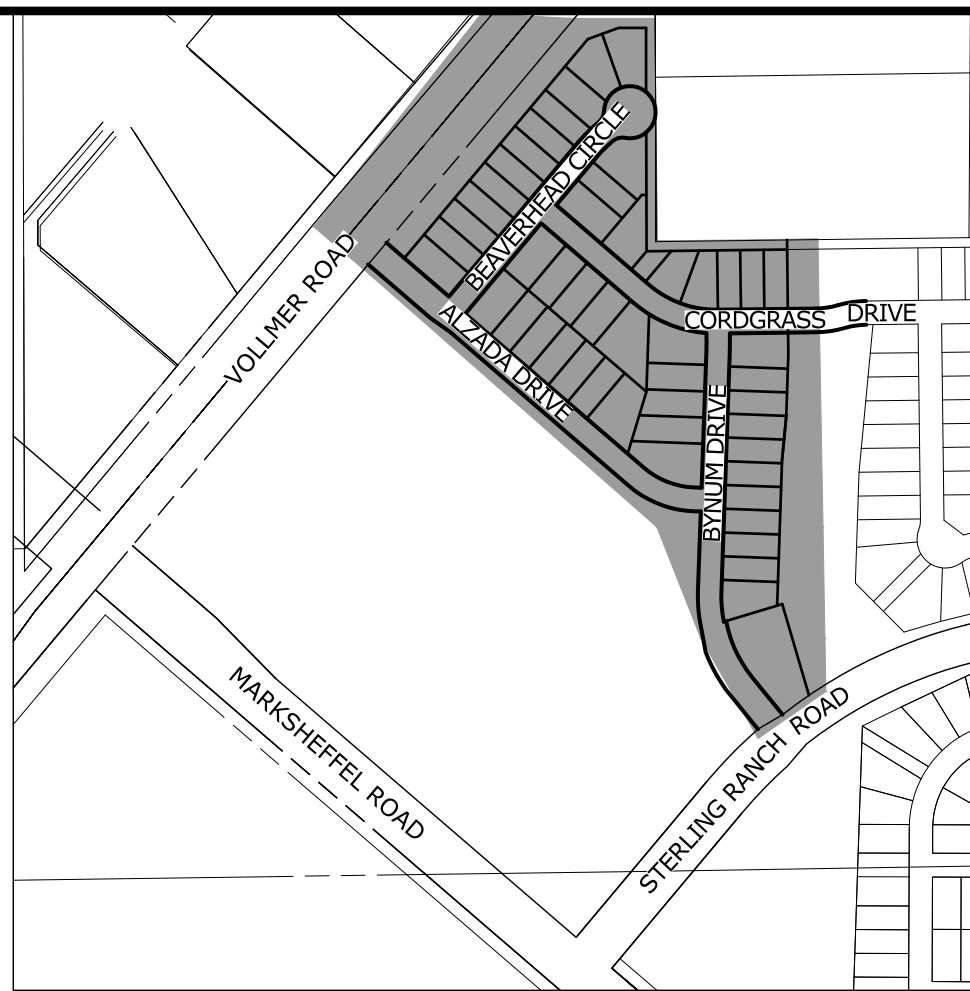 BEAVERHEAD CIRCLE
VOLLMER ROAD
ALZADA DRIVE
CORDGRASS DRIVE
BYNUM DRIVE
MARKSHEFFEL ROAD
STERLING RANCH ROAD